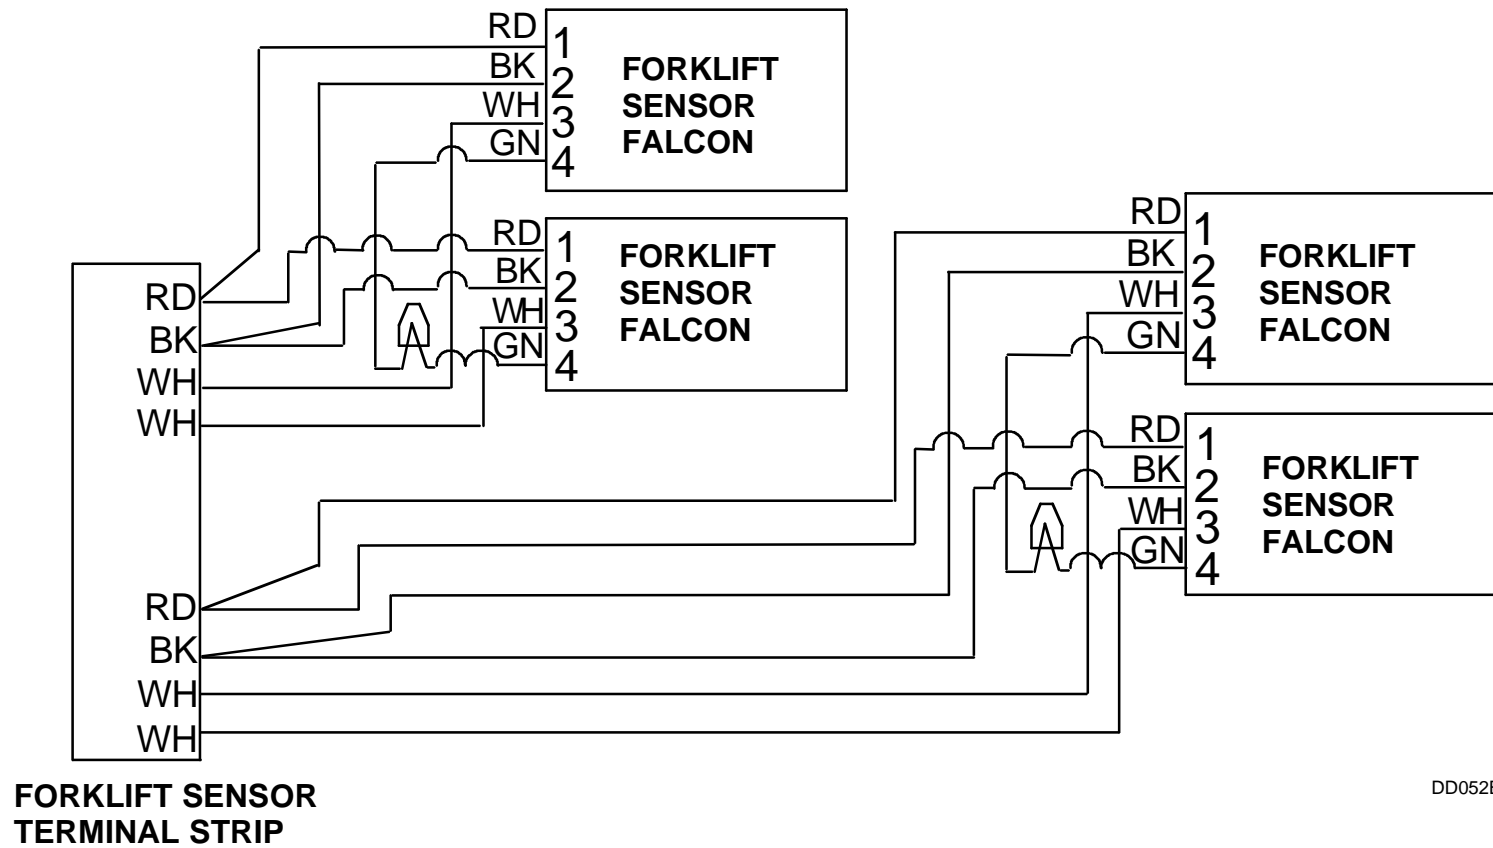 RD
BK
WH
GN
1
2
3
4
FORKLIFT
SENSOR
FALCON
RD
BK
WH
GN
1
2
3
4
FORKLIFT
SENSOR
FALCON
RD
BK
WH
GN
1
2
3
4
FORKLIFT
SENSOR
FALCON
RD
BK
WH
GN
1
2
3
4
FORKLIFT
SENSOR
FALCON
RD
BK
WH
WH
RD
BK
WH
WH
FORKLIFT SENSOR
TERMINAL STRIP